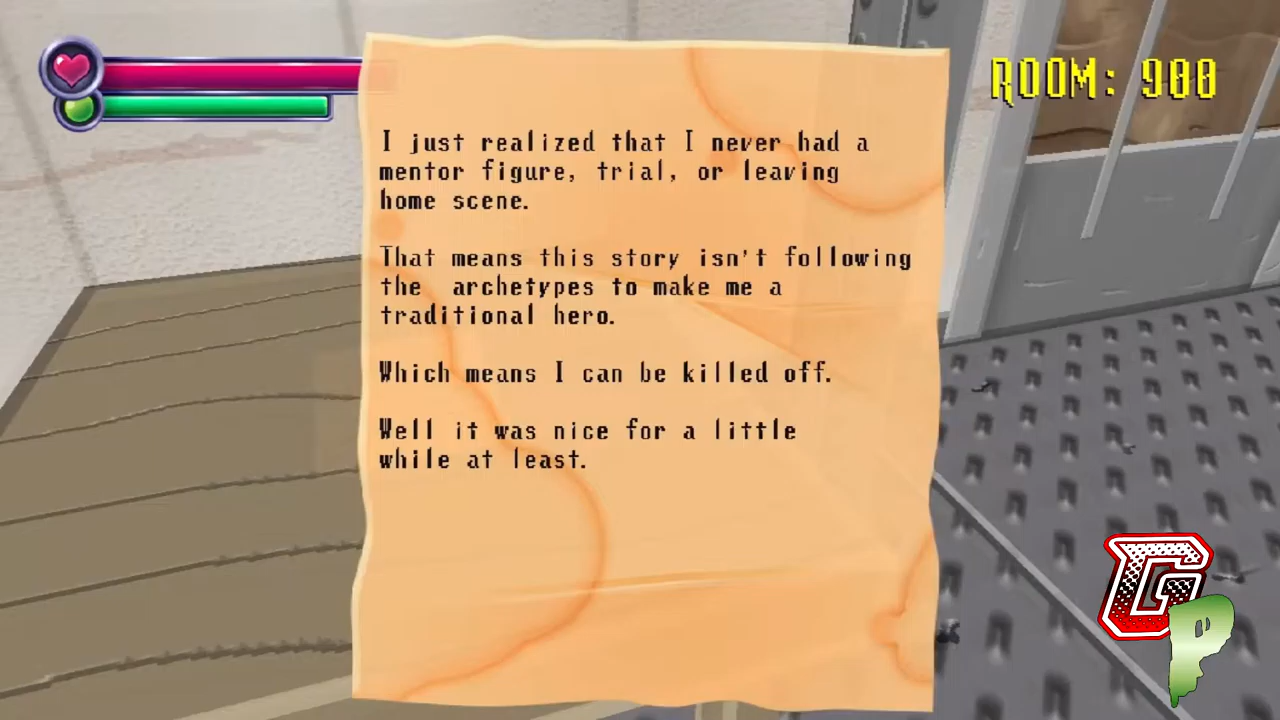 ROOM: 900
I just realized that I never had a
mentor figure, trial, or leaving
home scene.
That means this story isn't following
the archetypes to make me a
traditional hero.
Which means I can be killed off.
Well it was nice for a little
while at least.
GP